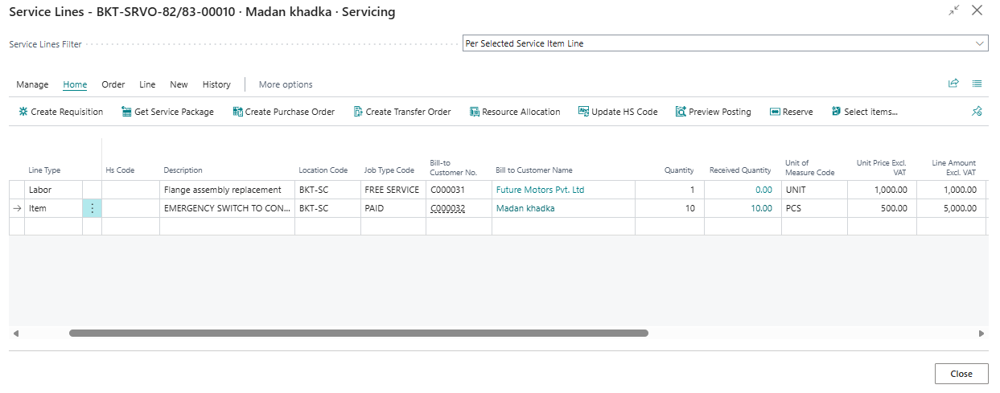 Service Lines - BKT-SRVO-82/83-00010 · Madan khadka · Servicing
Service Lines Filter
Per Selected Service Item Line
Manage Home Order Line New History More options
Create Requisition Get Service Package Create Purchase Order Create Transfer Order Resource Allocation Update HS Code Preview Posting Reserve Select items...
Line Type Hs Code Description Location Code Job Type Code Bill-to Customer No. Bill to Customer Name Quantity Received Quantity Unit of Measure Code Unit Price Excl. VAT Line Amount Excl. VAT
Labor Flange assembly replacement BKT-SC FREE SERVICE C000031 Future Motors Pvt. Ltd 1 0.00 UNIT 1,000.00 1,000.00
Item EMERGENCY SWITCH TO CON... BKT-SC PAID C000032 Madan khadka 10 10.00 PCS 500.00 5,000.00
Close